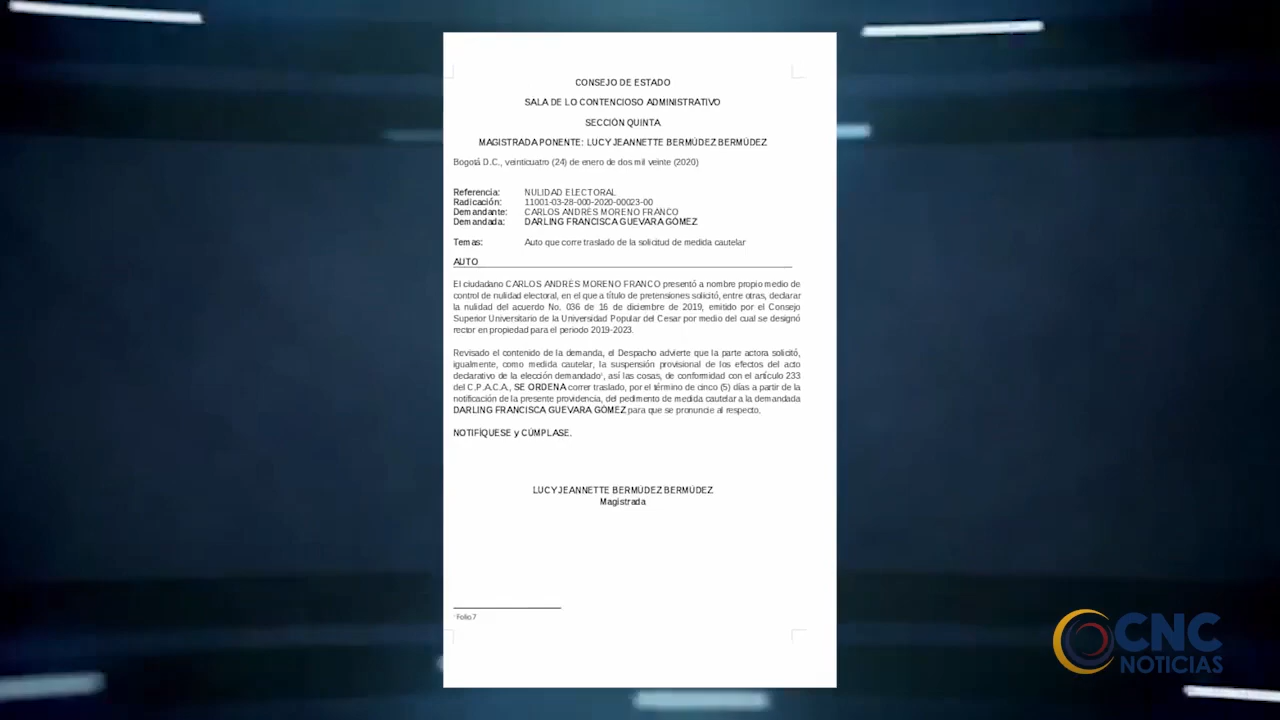 CONSEJO DE ESTADO
SALA DE LO CONTENCIOSO ADMINISTRATIVO
SECCIÓN QUINTA
MAGISTRADA PONENTE: LUCY JEANNETTE BERMÚDEZ BERMÚDEZ
Bogotá D.C., veinticuatro (24) de enero de dos mil veinte (2020)
Referencia: NULIDAD ELECTORAL
Radicación: 11001-03-28-000-2020-00023-00
Demandante: CARLOS ANDRÉS MORENO FRANCO
Demandada: DARLING FRANCISCA GUEVARA GÓMEZ
Temas: Auto que corre traslado de la solicitud de medida cautelar
AUTO
El ciudadano CARLOS ANDRÉS MORENO FRANCO presentó a nombre propio medio de
control de nulidad electoral, en el que a título de pretensiones solicitó, entre otras, declarar
la nulidad del acuerdo No. 036 de 16 de diciembre de 2019, emitido por el Consejo
Superior Universitario de la Universidad Popular del Cesar por medio del cual se designó
rector en propiedad para el periodo 2019-2023.
Revisado el contenido de la demanda, el Despacho advierte que la parte actora solicitó,
igualmente, como medida cautelar, la suspensión provisional de los efectos del acto
declarativo de la elección demandado¹, así las cosas, de conformidad con el artículo 233
del C.P.A.C.A., SE ORDENA correr traslado, por el término de cinco (5) días a partir de la
notificación de la presente providencia, del pedimento de medida cautelar a la demandada
DARLING FRANCISCA GUEVARA GÓMEZ para que se pronuncie al respecto.
NOTIFÍQUESE y CÚMPLASE.
LUCY JEANNETTE BERMÚDEZ BERMÚDEZ
Magistrada
¹ Folio 7
CNC
NOTICIAS